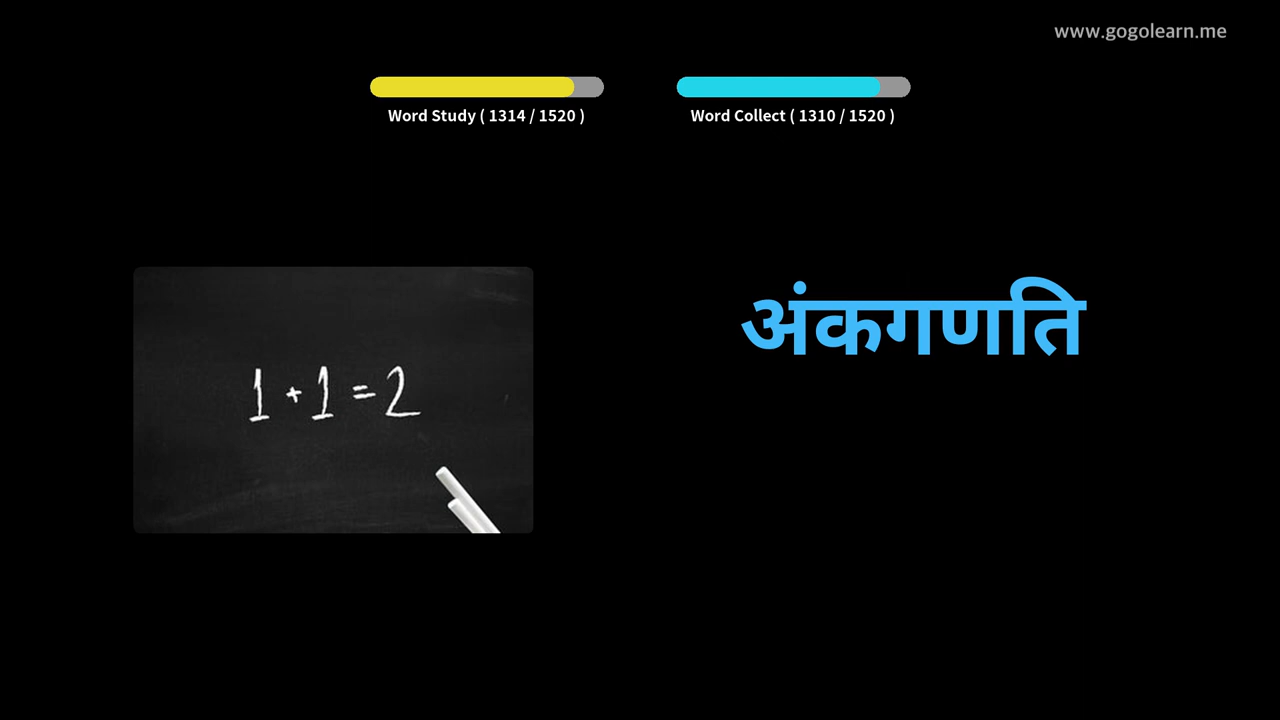 www.gogolearn.me
Word Study ( 1314 / 1520 )
Word Collect ( 1310 / 1520 )
अंकगणति
1 + 1 = 2